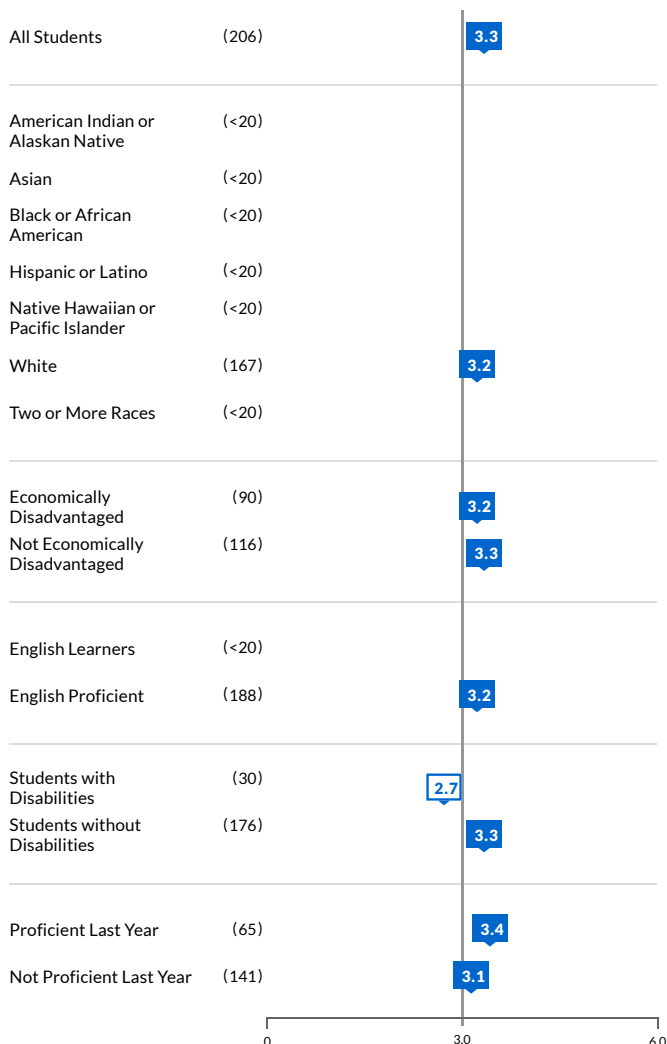 All Students (206) 3.3
American Indian or (<20)
Alaskan Native
Asian (<20)
Black or African (<20)
American
Hispanic or Latino (<20)
Native Hawaiian or (<20)
Pacific Islander
White (167) 3.2
Two or More Races (<20)
Economically (90) 3.2
Disadvantaged
Not Economically (116) 3.3
Disadvantaged
English Learners (<20)
English Proficient (188) 3.2
Students with (30) 2.7
Disabilities
Students without (176) 3.3
Disabilities
Proficient Last Year (65) 3.4
Not Proficient Last Year (141) 3.1
0 3.0 6.0